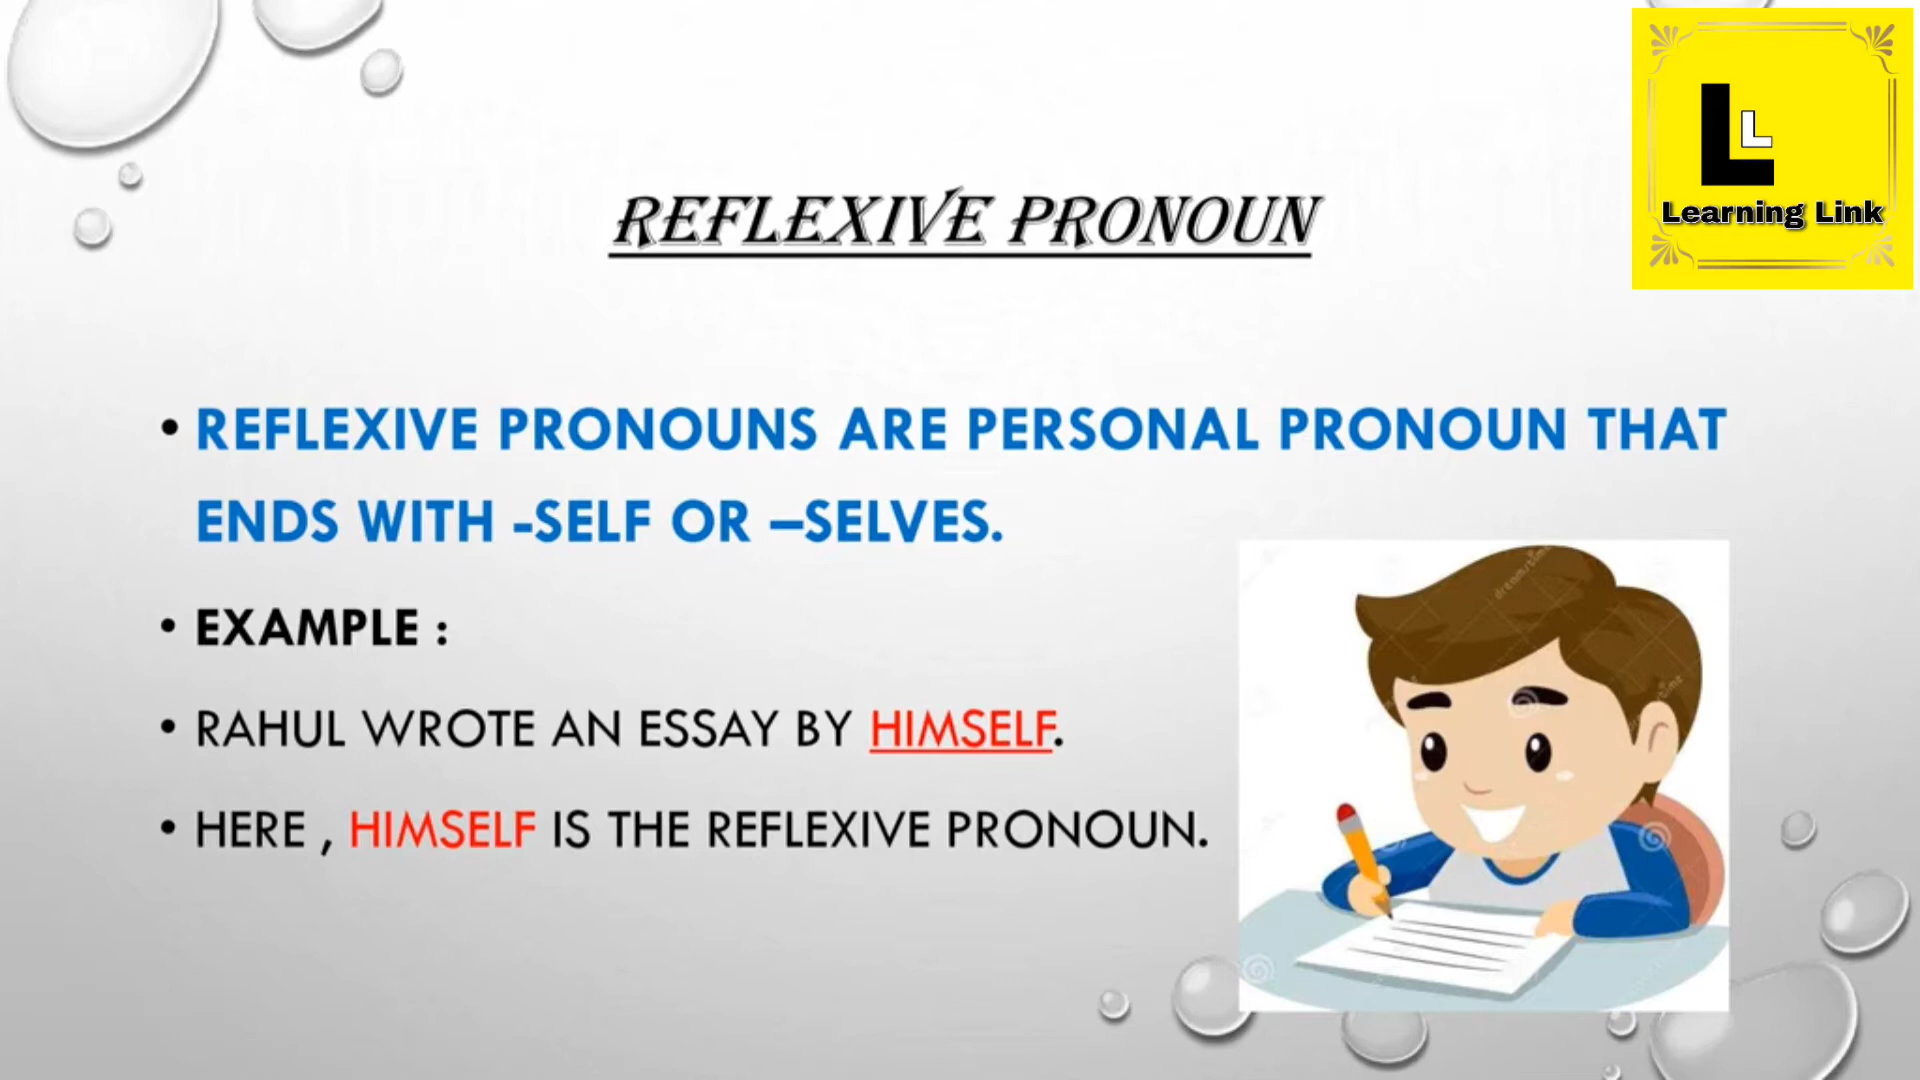 REFLEXIVE PRONOUN
L
L
Learning Link
• REFLEXIVE PRONOUNS ARE PERSONAL PRONOUN THAT
ENDS WITH -SELF OR –SELVES.
• EXAMPLE :
• RAHUL WROTE AN ESSAY BY HIMSELF.
• HERE , HIMSELF IS THE REFLEXIVE PRONOUN.